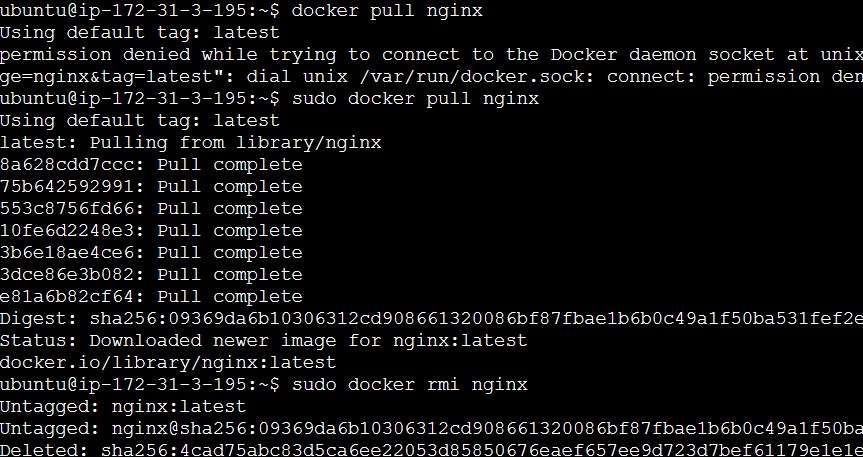 ubuntu@ip-172-31-3-195:~$ docker pull nginx
Using default tag: latest
permission denied while trying to connect to the Docker daemon socket at unix
ge=nginx&tag=latest": dial unix /var/run/docker.sock: connect: permission den
ubuntu@ip-172-31-3-195:~$ sudo docker pull nginx
Using default tag: latest
latest: Pulling from library/nginx
8a628cdd7ccc: Pull complete
75b642592991: Pull complete
553c8756fd66: Pull complete
10fe6d2248e3: Pull complete
3b6e18ae4ce6: Pull complete
3dce86e3b082: Pull complete
e81a6b82cf64: Pull complete
Digest: sha256:09369da6b10306312cd908661320086bf87fbae1b6b0c49a1f50ba531fef2e
Status: Downloaded newer image for nginx:latest
docker.io/library/nginx:latest
ubuntu@ip-172-31-3-195:~$ sudo docker rmi nginx
Untagged: nginx:latest
Untagged: nginx@sha256:09369da6b10306312cd908661320086bf87fbae1b6b0c49a1f50ba
Deleted: sha256:4cad75abc83d5ca6ee22053d85850676eaef657ee9d723d7bef61179e1e1e